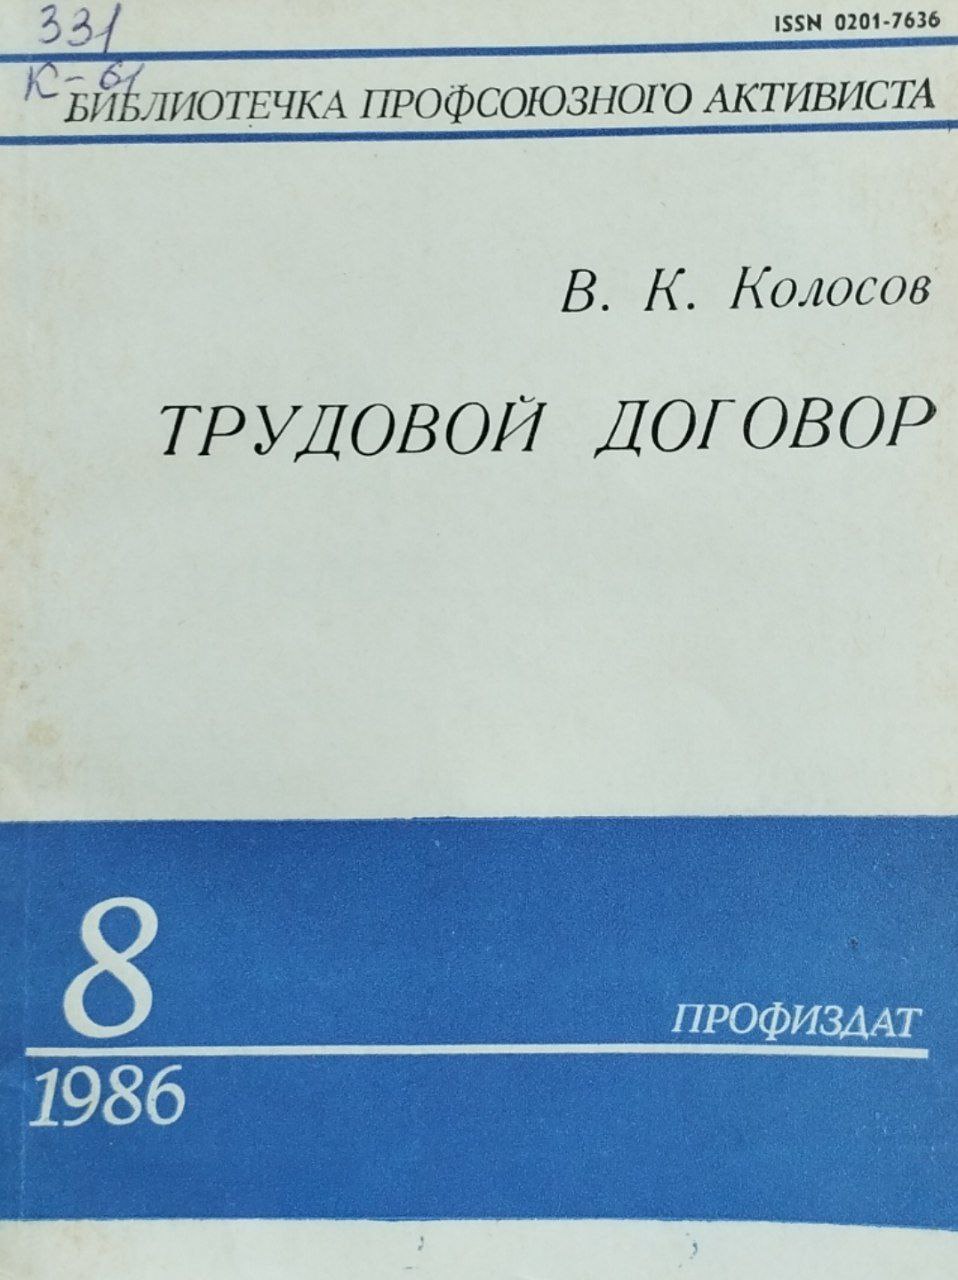 331
ISSN 0201-7636
К-61
БИБЛИОТЕЧКА ПРОФСОЮЗНОГО АКТИВИСТА
В. К. Колосов
ТРУДОВОЙ ДОГОВОР
8
ПРОФИЗДАТ
1986